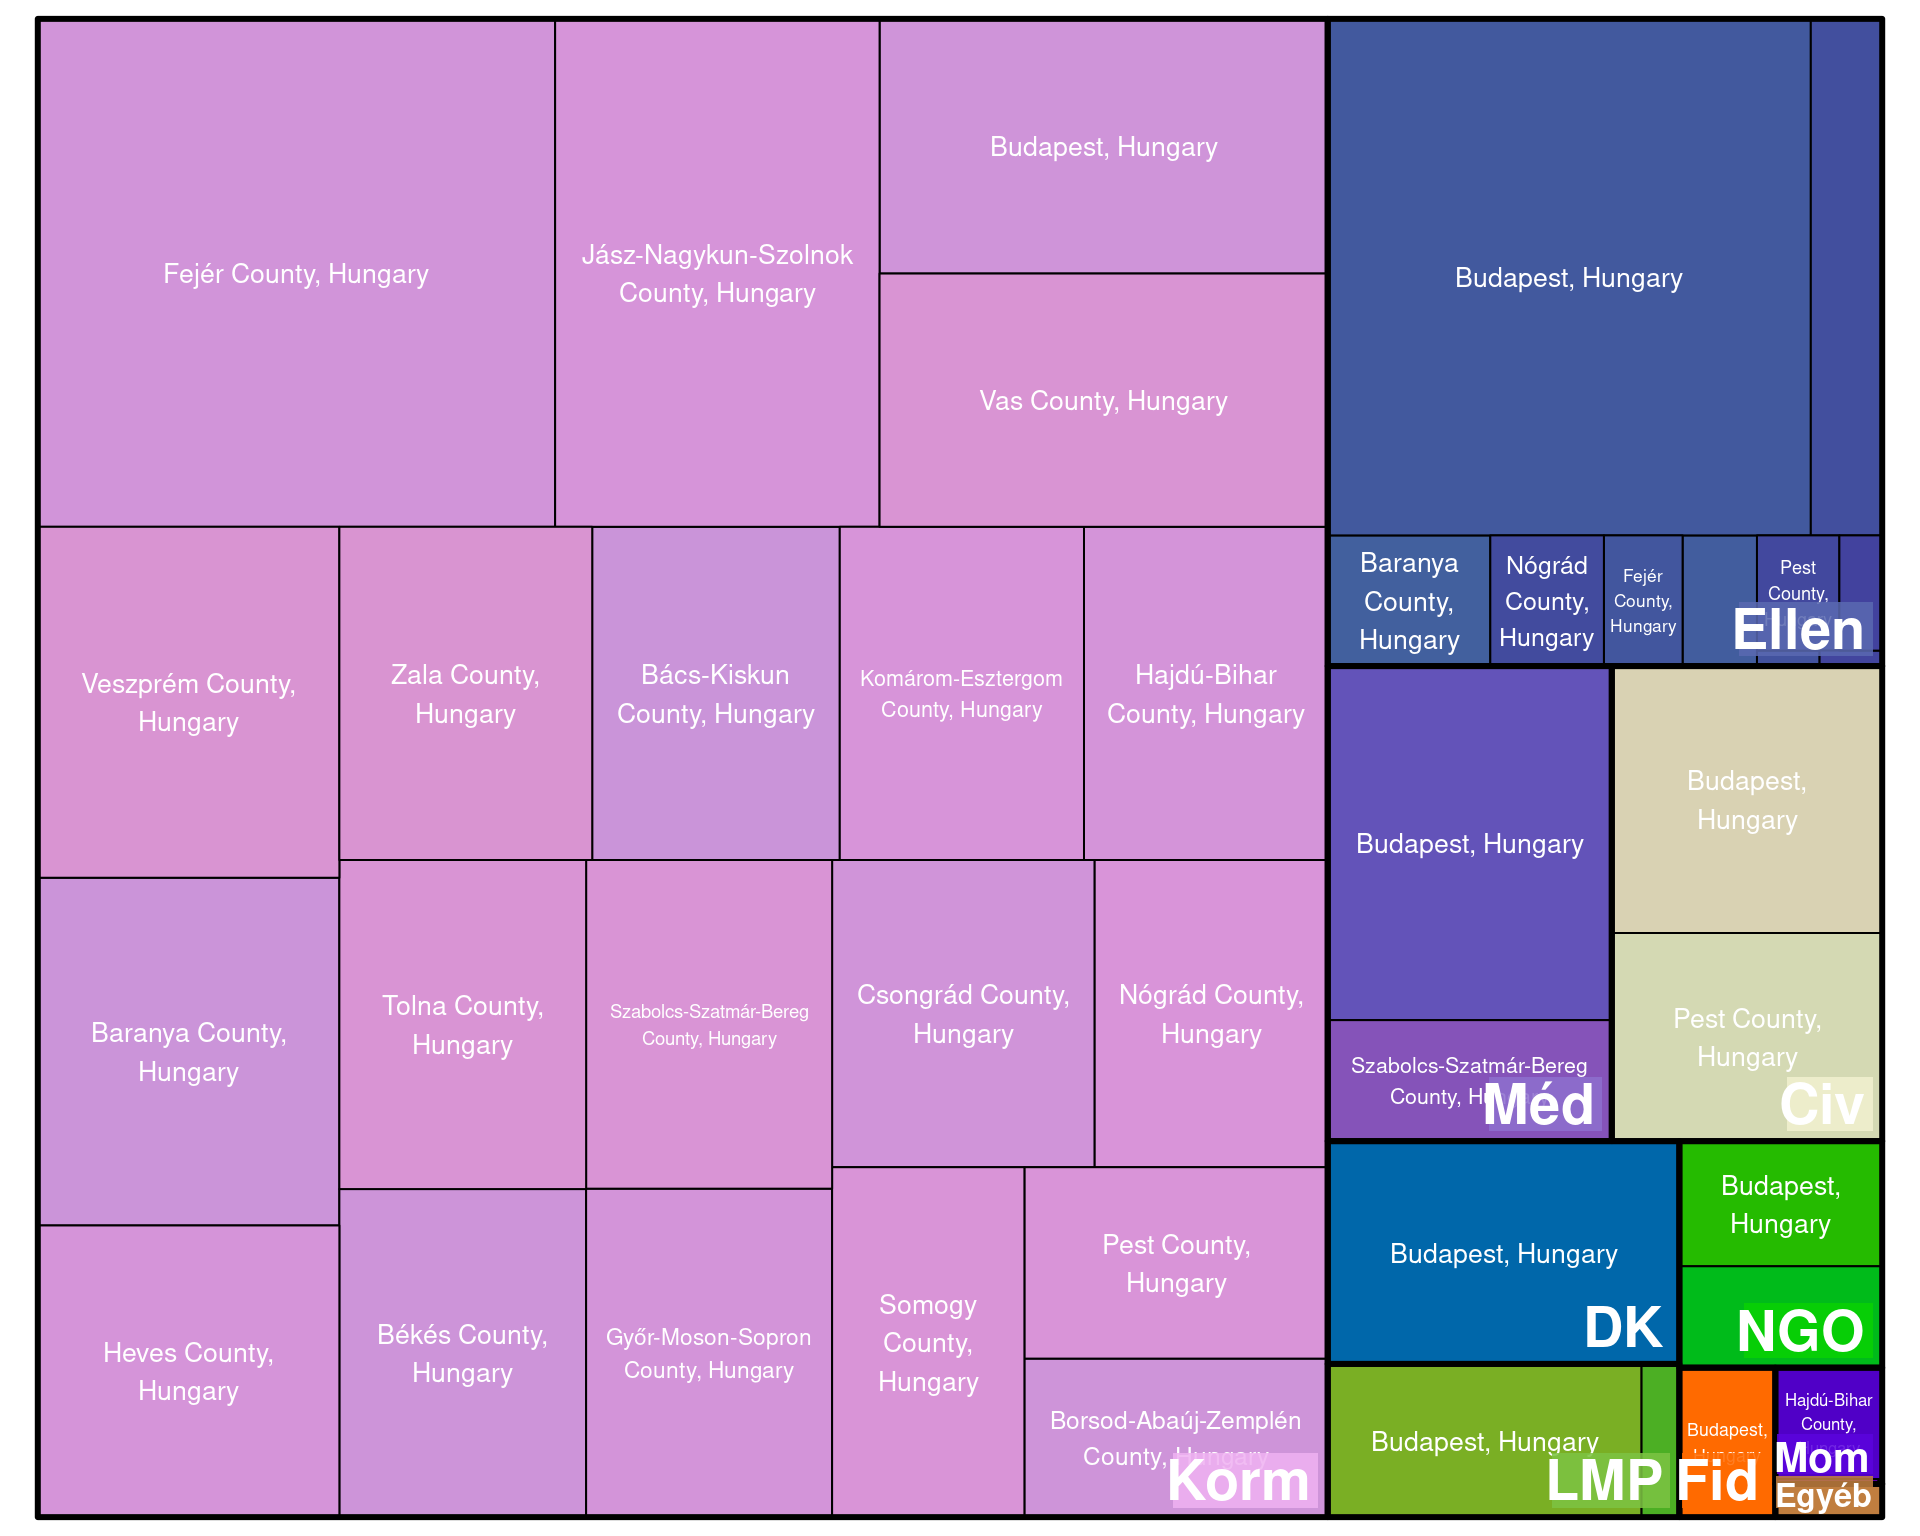 Fejér County, Hungary
Jász-Nagykun-Szolnok
County, Hungary
Budapest, Hungary
Vas County, Hungary
Veszprém County,
Hungary
Zala County,
Hungary
Bács-Kiskun
County, Hungary
Komárom-Esztergom
County, Hungary
Hajdú-Bihar
County, Hungary
Baranya County,
Hungary
Tolna County,
Hungary
Szabolcs-Szatmár-Bereg
County, Hungary
Csongrád County,
Hungary
Nógrád County,
Hungary
Heves County,
Hungary
Békés County,
Hungary
Győr-Moson-Sopron
County, Hungary
Somogy
County,
Hungary
Pest County,
Hungary
Borsod-Abaúj-Zemplén
County, Hungary
Korm
Budapest, Hungary
Baranya
County,
Hungary
Nógrád
County,
Hungary
Fejér
County,
Hungary
Pest
County,
Ellen
Budapest, Hungary
Szabolcs-Szatmár-Bereg
County,
Méd
Budapest,
Hungary
Pest County,
Hungary
Civ
Budapest, Hungary
DK
Budapest,
Hungary
NGO
Budapest, Hungary
LMP
Budapest,
Hungary
Fid
Hajdú-Bihar
County,
Mom
Egyéb